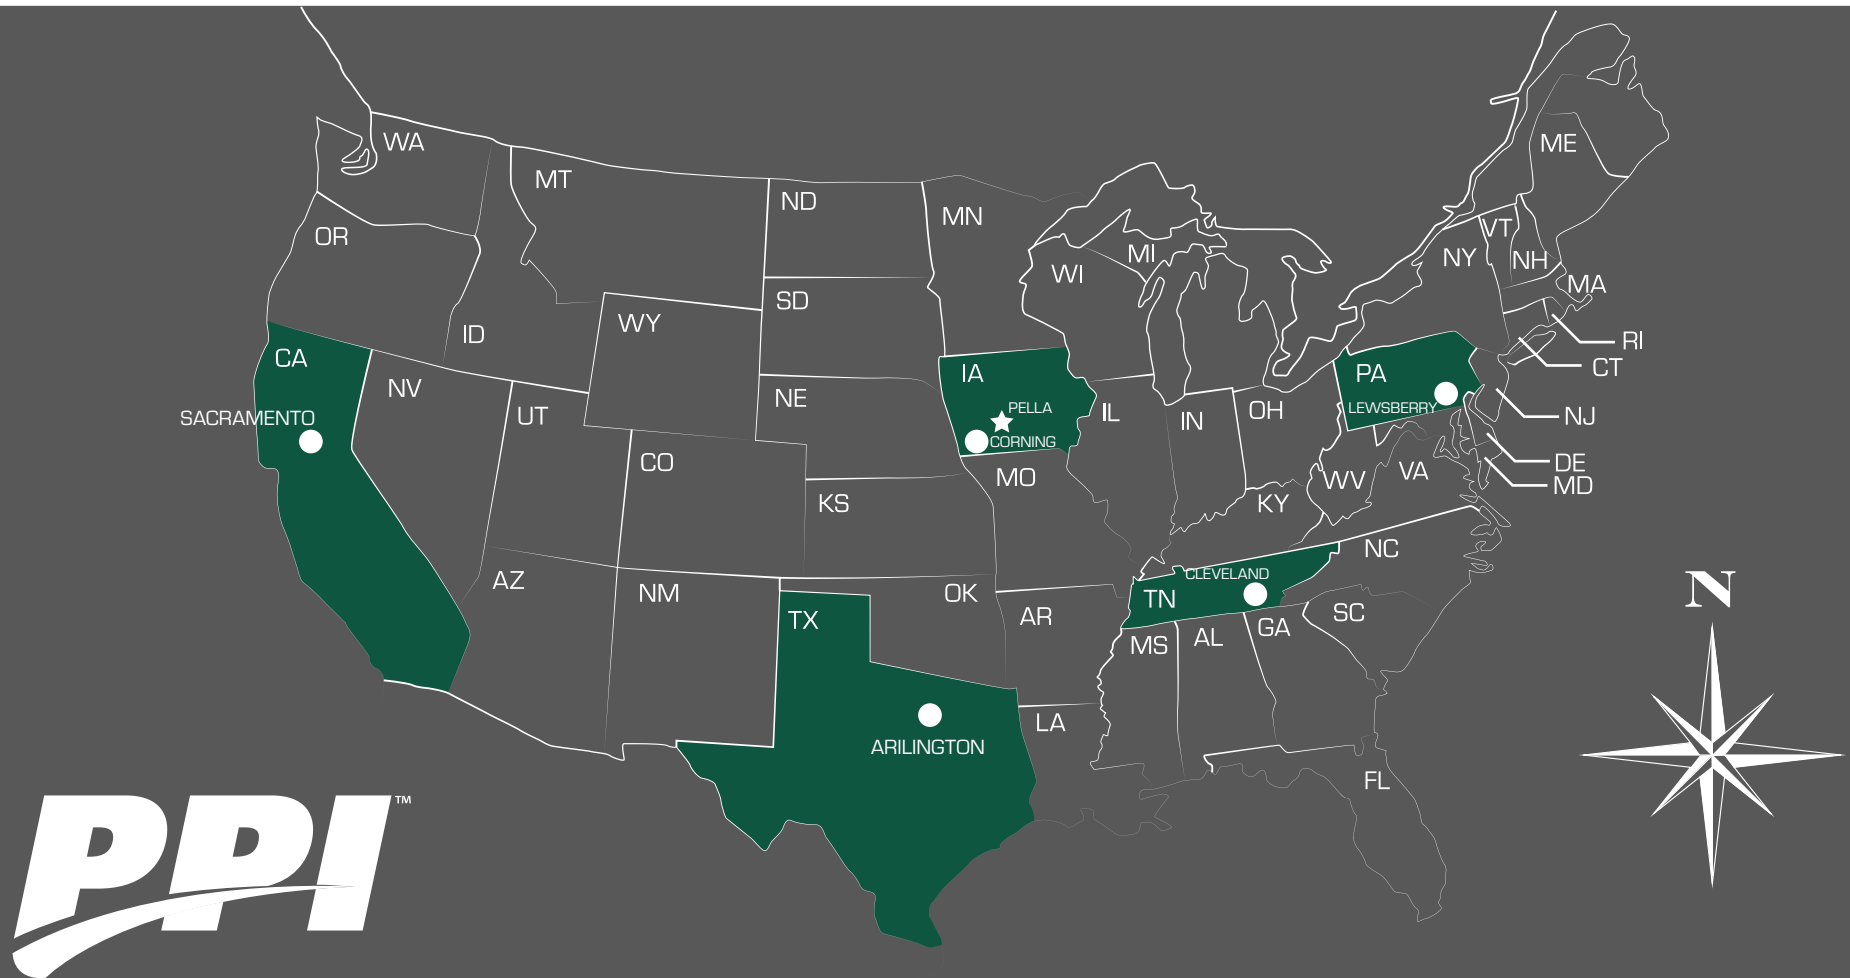 WA
MT
ND
MN
ME
OR
VT
NY
NH
MI
WI
MA
SD
WY
ID
RI
CA
CT
IA
PA
NV
NE
PELLA
LEWSBERRY
UT
SACRAMENTO
IL
IN
OH
NJ
CORNING
CO
MO
WV
VA
DE
MD
KS
KY
NC
AZ
CLEVELAND
NM
OK
TN
N
TX
AR
SC
MS
AL
GA
LA
ARILINGTON
FL
PPI™